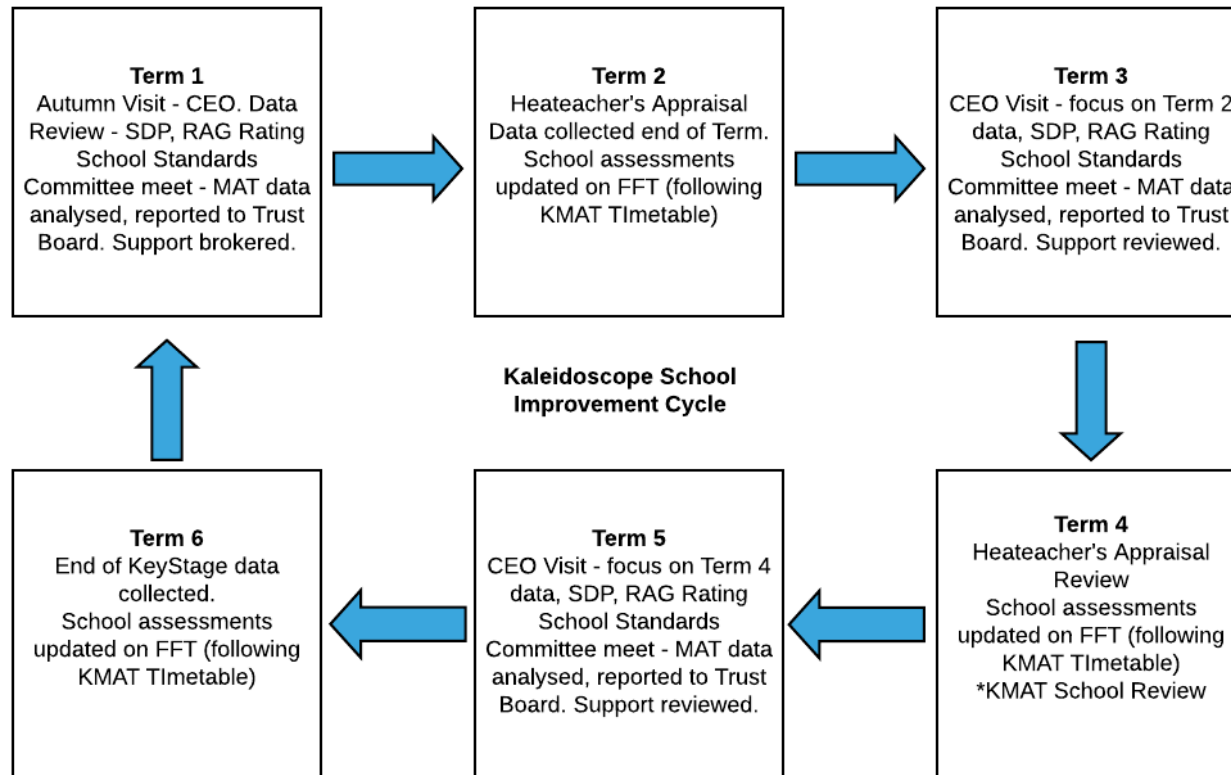 Term 1
Autumn Visit - CEO. Data
Review - SDP, RAG Rating
School Standards
Committee meet - MAT data
analysed, reported to Trust
Board. Support brokered.
Term 2
Heateacher's Appraisal
Data collected end of Term.
School assessments
updated on FFT (following
KMAT TImetable)
Term 3
CEO Visit - focus on Term 2
data, SDP, RAG Rating
School Standards
Committee meet - MAT data
analysed, reported to Trust
Board. Support reviewed.
Kaleidoscope School
Improvement Cycle
Term 6
End of KeyStage data
collected.
School assessments
updated on FFT (following
KMAT TImetable)
Term 5
CEO Visit - focus on Term 4
data, SDP, RAG Rating
School Standards
Committee meet - MAT data
analysed, reported to Trust
Board. Support reviewed.
Term 4
Heateacher's Appraisal
Review
School assessments
updated on FFT (following
KMAT TImetable)
*KMAT School Review